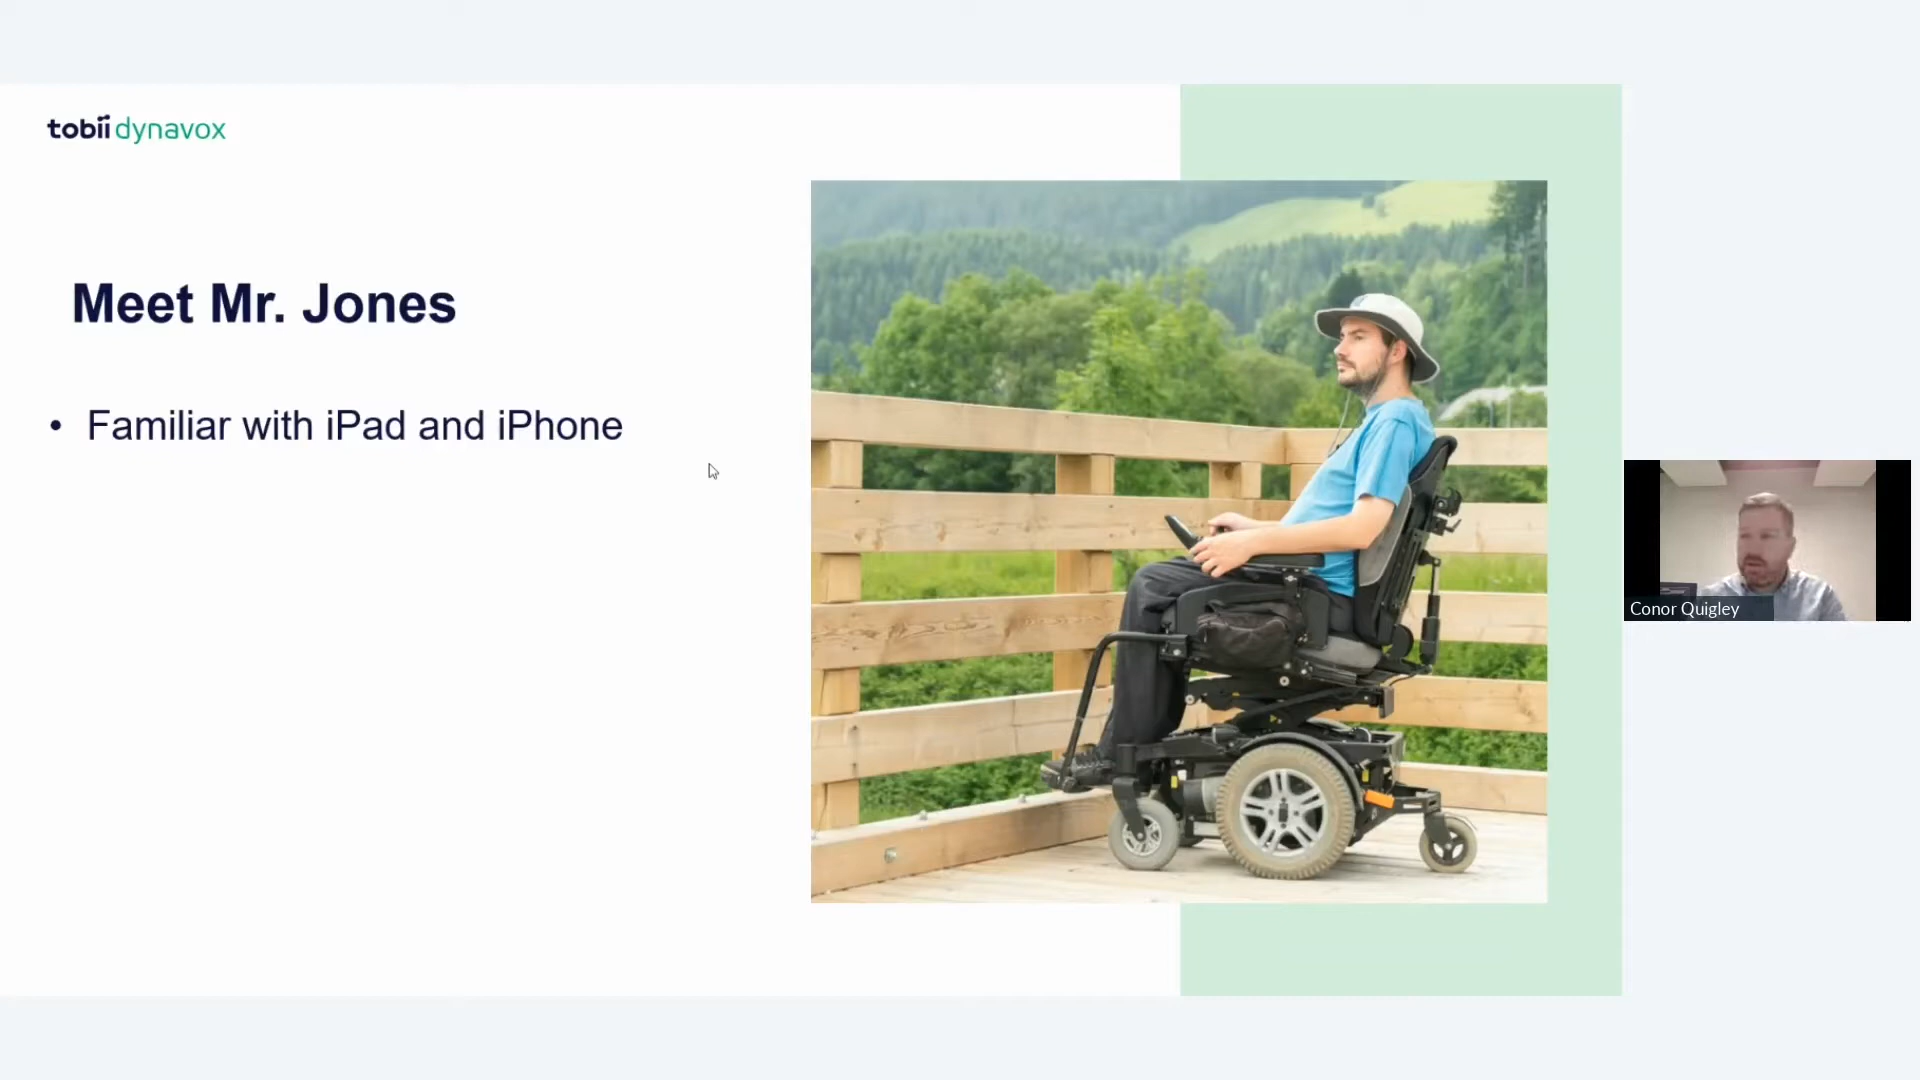 tobii dynavox
Meet Mr. Jones
• Familiar with iPad and iPhone
Conor Quigley